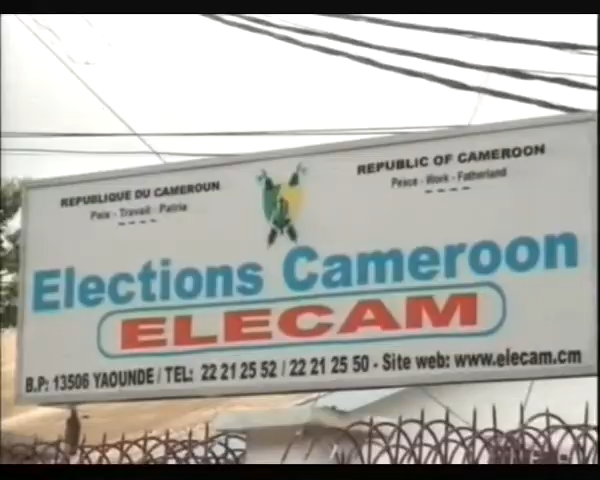 REPUBLIQUE DU CAMEROUN
Paix - Travail - Patria
REPUBLIC OF CAMEROON
Peace - Work - Fatherland
Elections Cameroon
ELECAM
B.P: 13506 YAOUNDE / TEL: 22 21 25 52 / 22 21 25 50 - Site web: www.elecam.cm